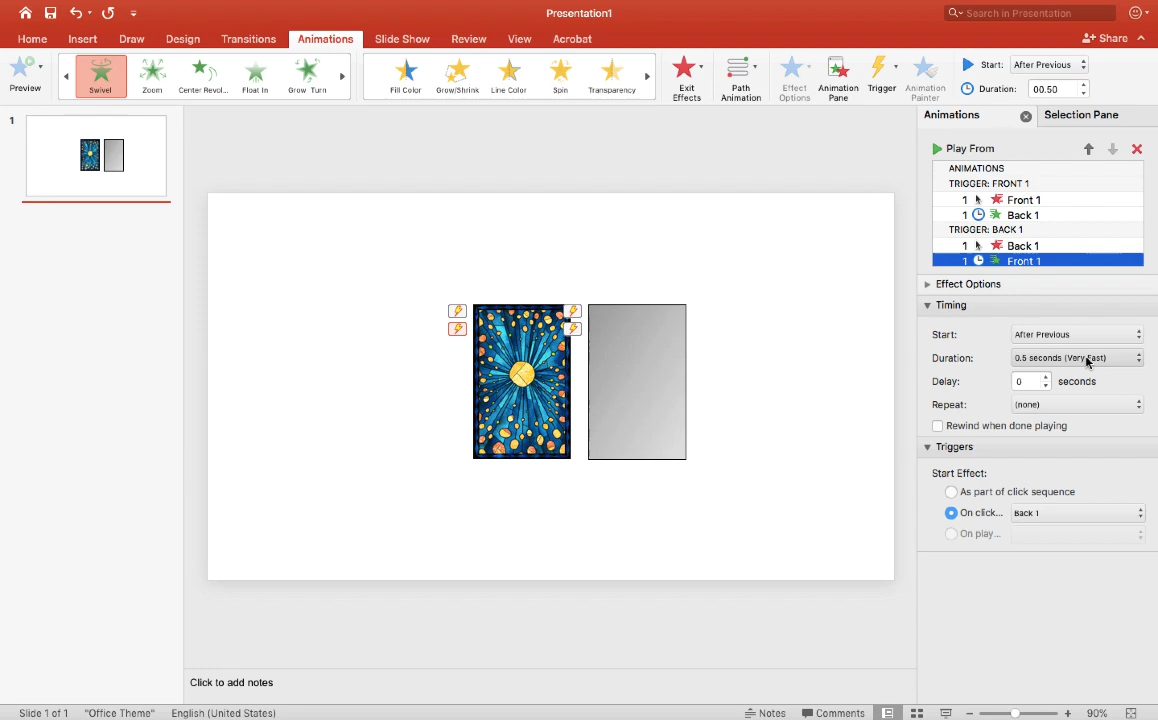 Presentation1
Search in Presentation
Home Insert Draw Design Transitions Animations Slide Show Review View Acrobat
Share
Preview
Swivel Zoom Center Revol... Float In Grow Turn
Fill Color Grow/Shrink Line Color Spin Transparency
Exit Effects
Path Animation
Effect Options
Animation Pane
Trigger
Animation Painter
Start: After Previous
Duration: 00.50
Animations
Selection Pane
1
Play From
ANIMATIONS
TRIGGER: FRONT 1
1 Front 1
1 Back 1
TRIGGER: BACK 1
1 Back 1
1 Front 1
Effect Options
Timing
Start: After Previous
Duration: 0.5 seconds (Very Fast)
Delay: 0 seconds
Repeat: (none)
Rewind when done playing
Triggers
Start Effect:
As part of click sequence
On click... Back 1
On play...
Click to add notes
Slide 1 of 1 "Office Theme" English (United States) Notes Comments 90%